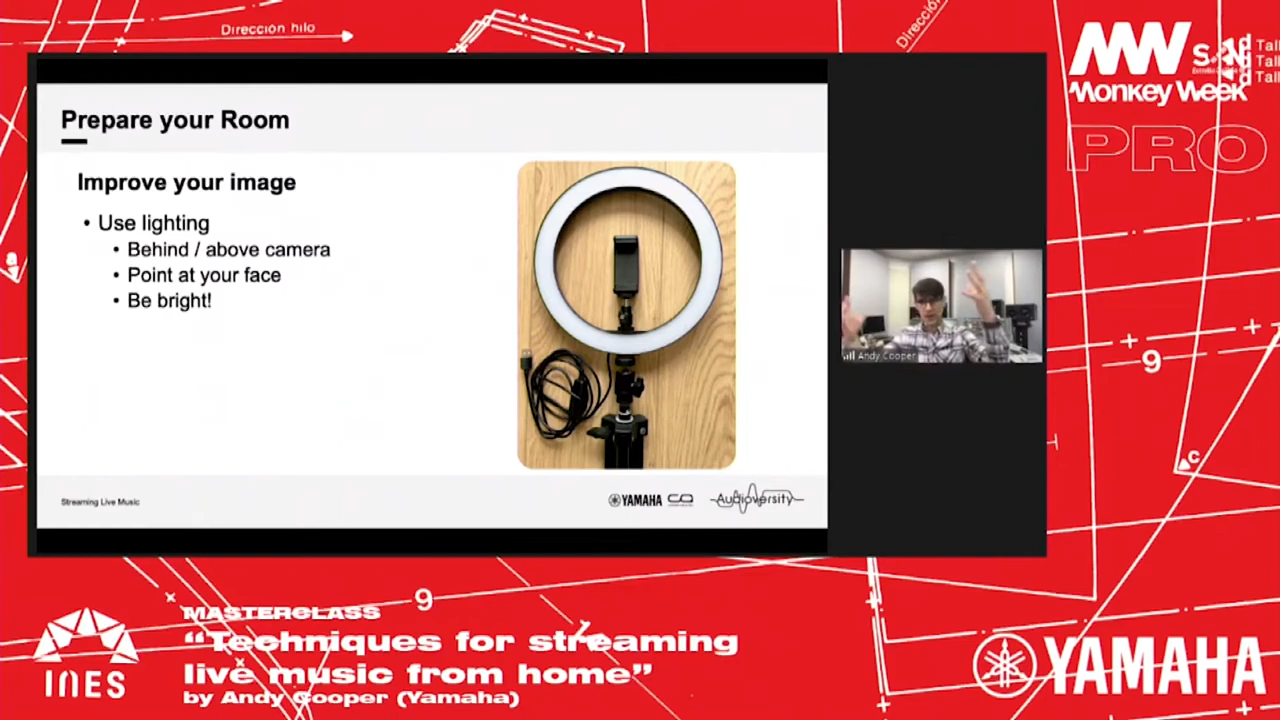 Dirección hilo
Dirección
MW
Monkey Week
PRO
Prepare your Room
Improve your image
• Use lighting
• Behind / above camera
• Point at your face
• Be bright!
Andy Cooper
Streaming Live Music
YAMAHA
Audioversity
+
9
+
c
9
MASTERCLASS
“Techniques for streaming
live music from home”
by Andy Cooper (Yamaha)
INES
YAMAHA